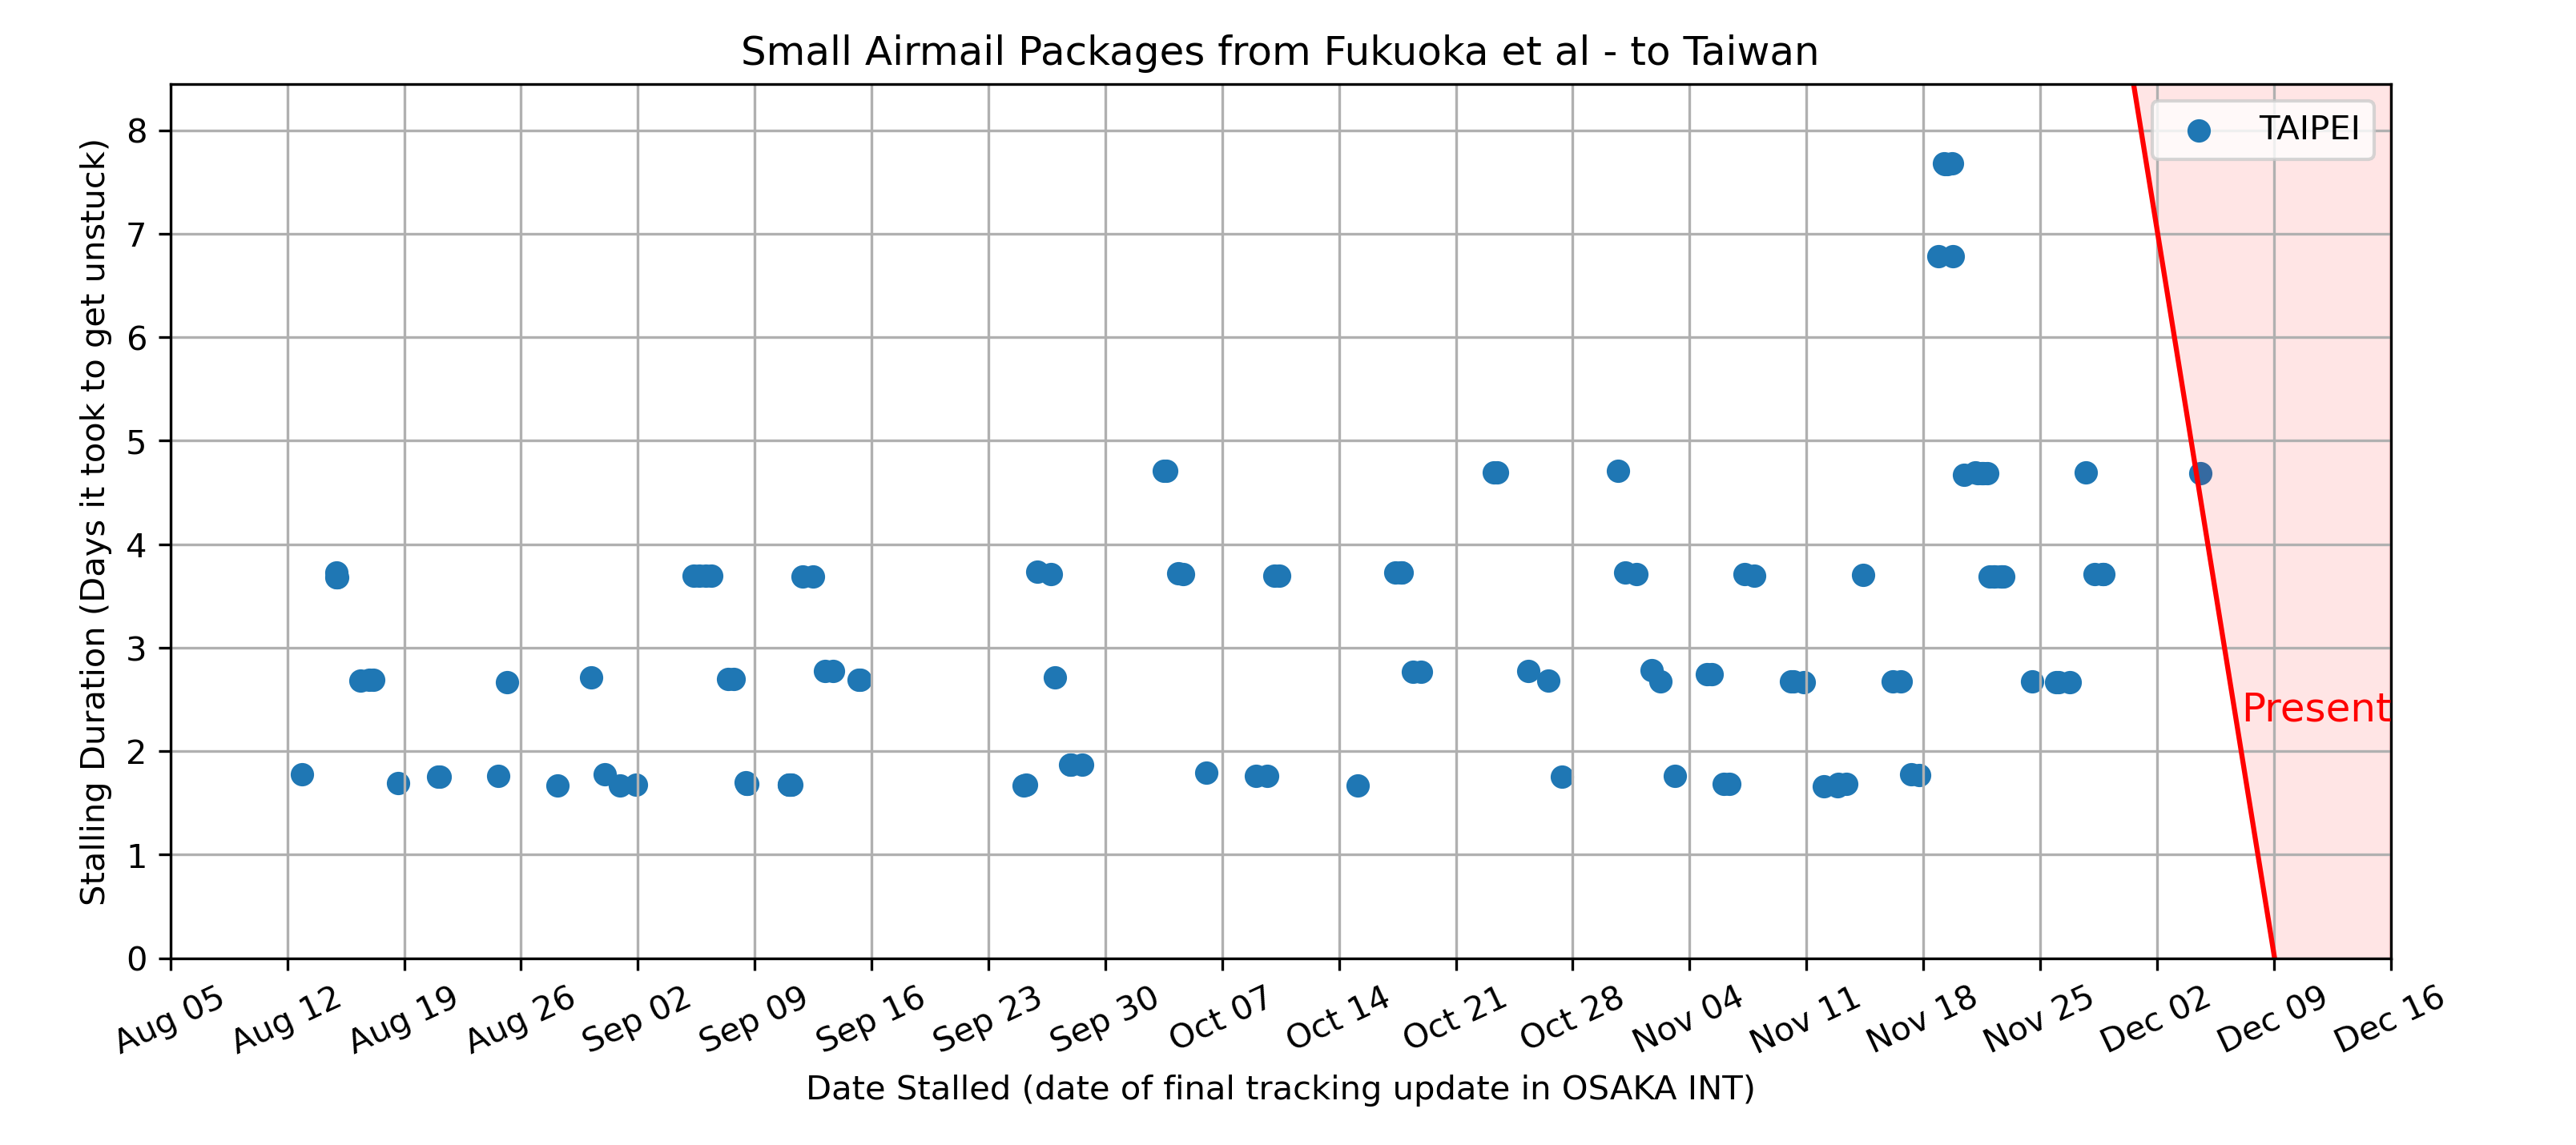 Small Airmail Packages from Fukuoka et al - to Taiwan
TAIPEI
8
7
6
5
4
3
2
1
0
Stalling Duration (Days it took to get unstuck)
Present
Aug 05
Aug 12
Aug 19
Aug 26
Sep 02
Sep 09
Sep 16
Sep 23
Sep 30
Oct 07
Oct 14
Oct 21
Oct 28
Nov 04
Nov 11
Nov 18
Nov 25
Dec 02
Dec 09
Dec 16
Date Stalled (date of final tracking update in OSAKA INT)